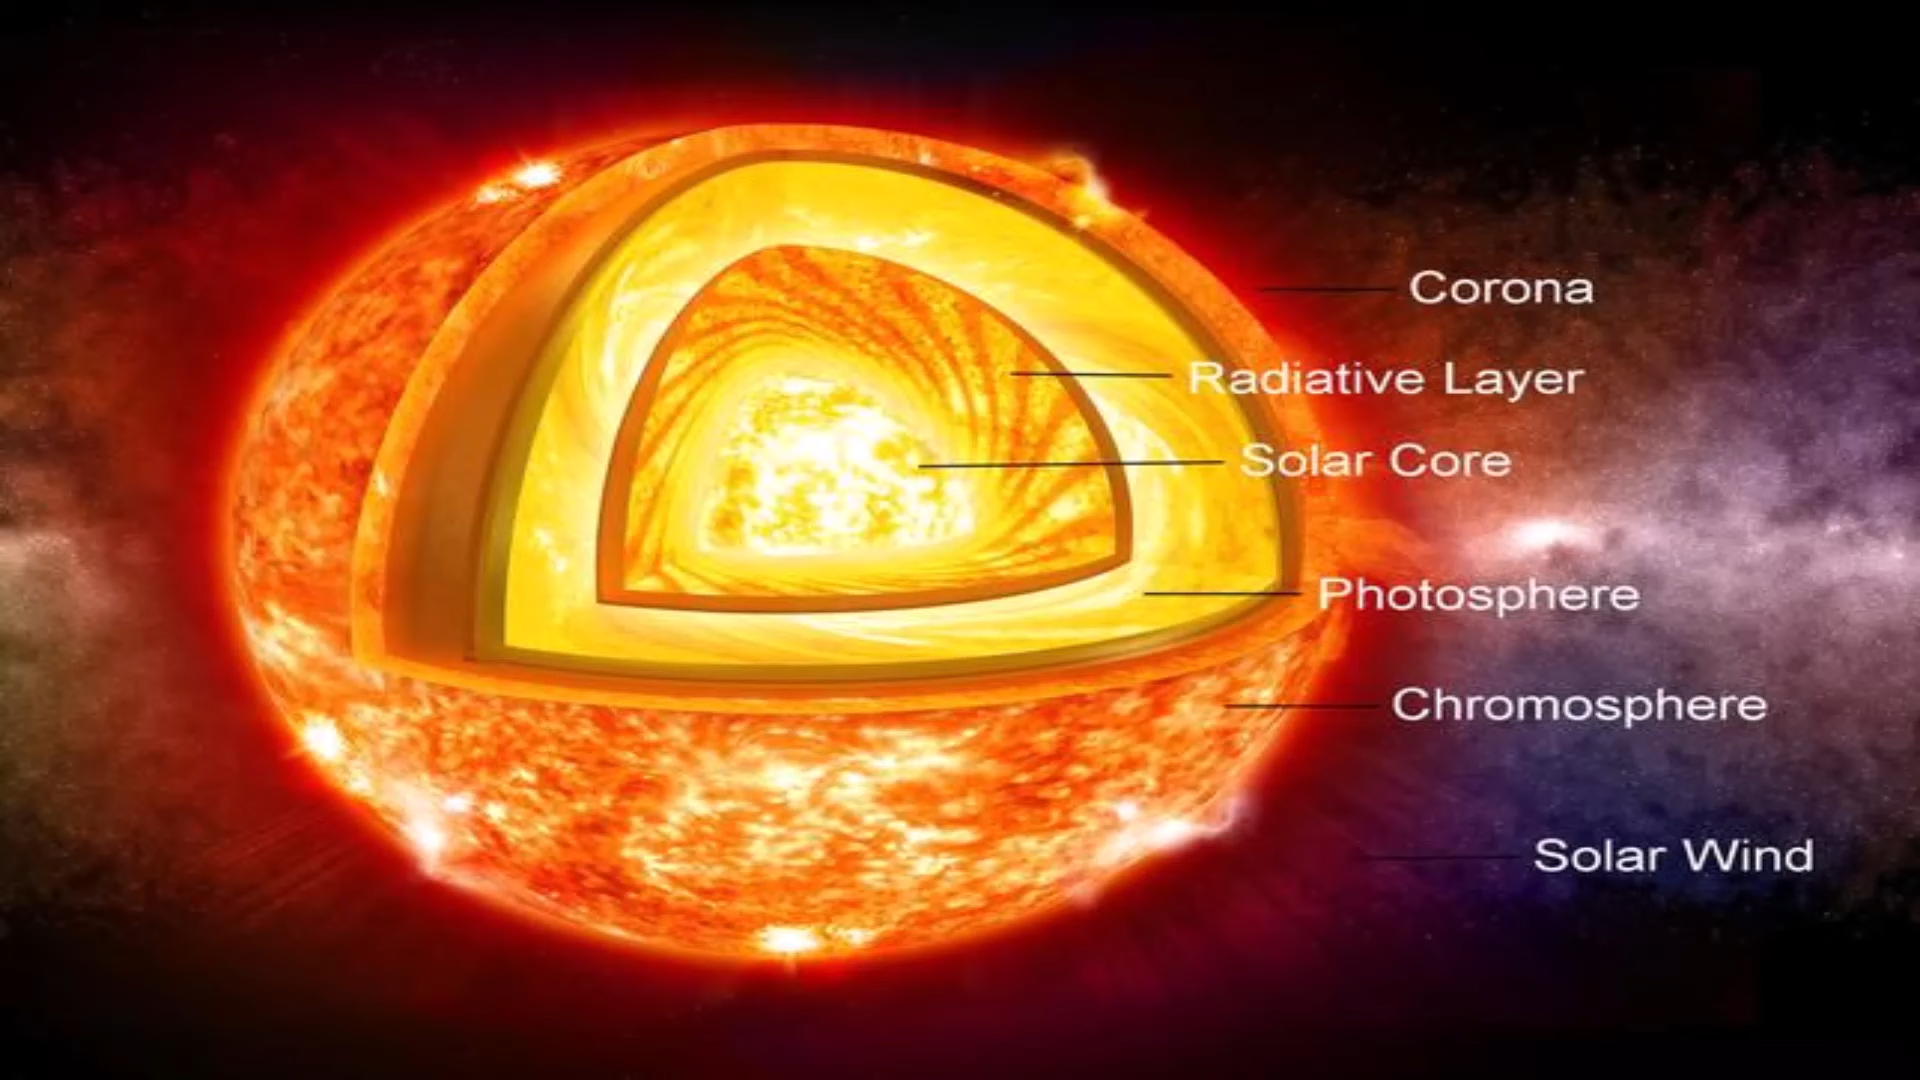 Corona
Radiative Layer
Solar Core
Photosphere
Chromosphere
Solar Wind